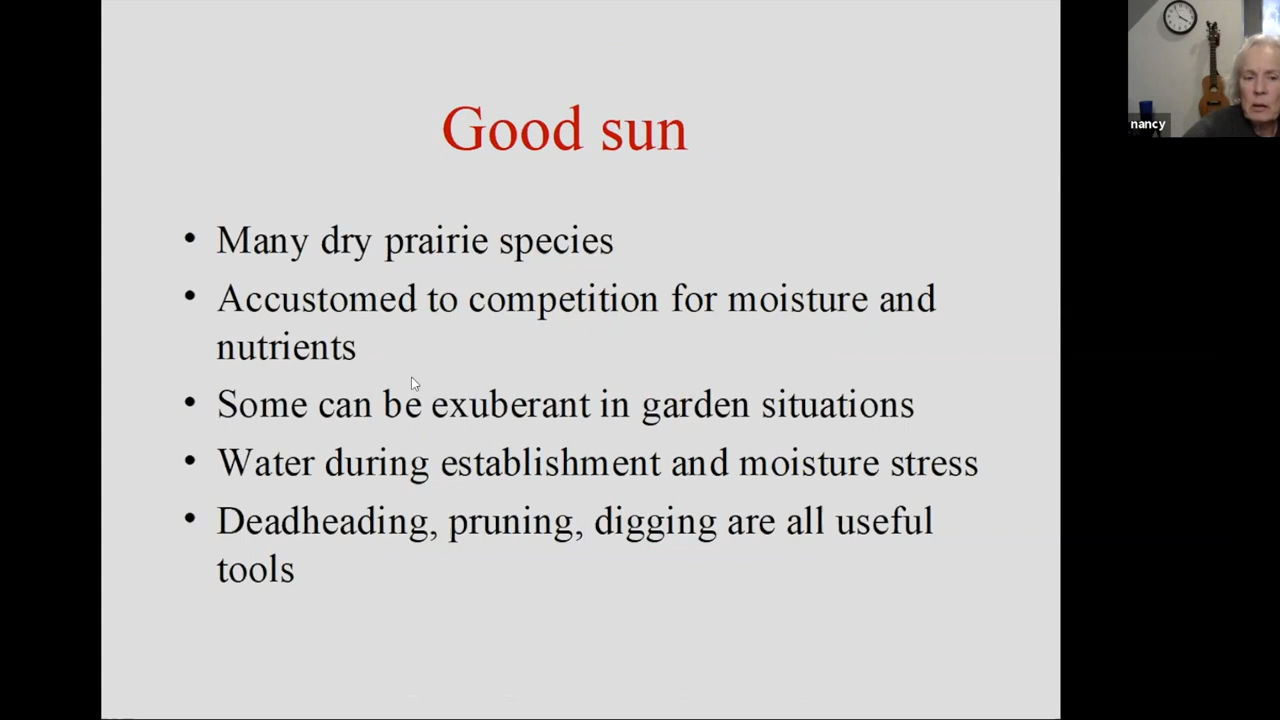 Good sun
• Many dry prairie species
• Accustomed to competition for moisture and
nutrients
• Some can be exuberant in garden situations
• Water during establishment and moisture stress
• Deadheading, pruning, digging are all useful
tools
nancy